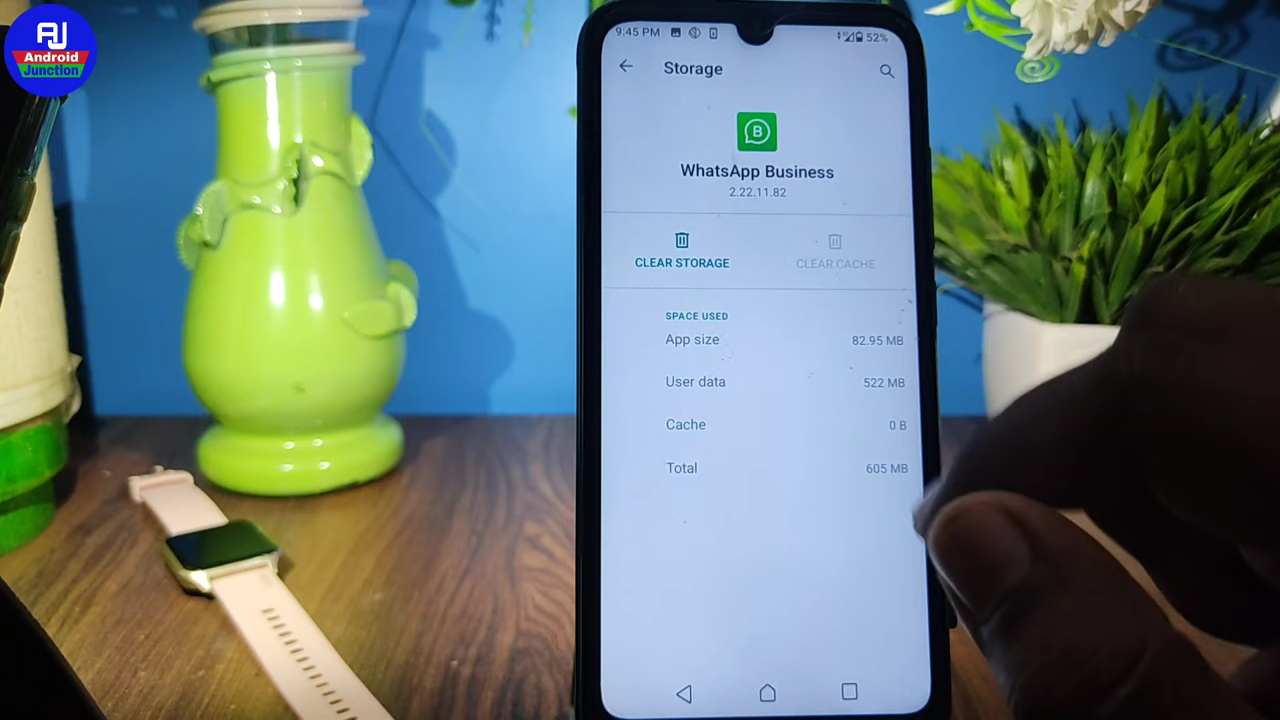 AJ
Android
Junction
9:45 PM
52%
Storage
B
WhatsApp Business
2.22.11.82
CLEAR STORAGE
CLEAR CACHE
SPACE USED
App size
82.95 MB
User data
522 MB
Cache
0 B
Total
605 MB